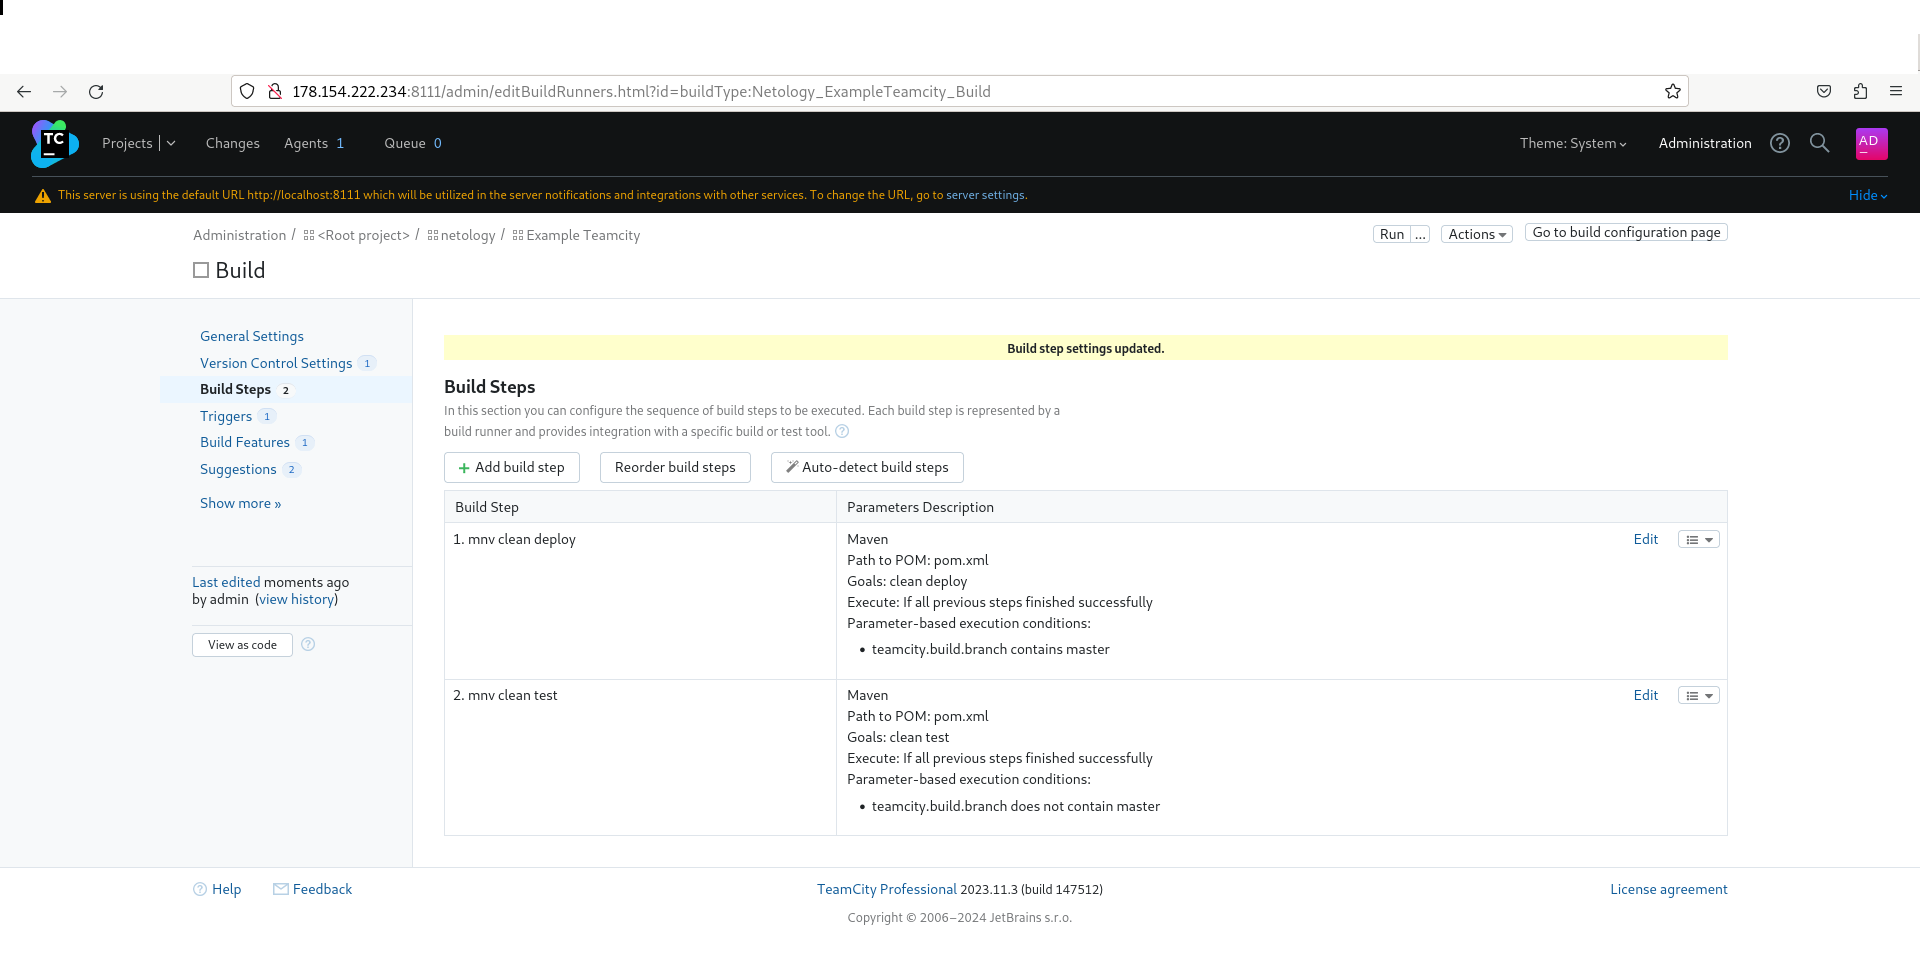 178.154.222.234:8111/admin/editBuildRunners.html?id=buildType:Netology_ExampleTeamcity_Build
TC Projects Changes Agents 1 Queue 0 Theme: System Administration AD
This server is using the default URL http://localhost:8111 which will be utilized in the server notifications and integrations with other services. To change the URL, go to server settings. Hide
Administration / <Root project> / netology / Example Teamcity Run ... Actions Go to build configuration page
Build
General Settings
Version Control Settings 1
Build Steps 2
Triggers 1
Build Features 1
Suggestions 2
Show more »
Last edited moments ago
by admin (view history)
View as code
Build step settings updated.
Build Steps
In this section you can configure the sequence of build steps to be executed. Each build step is represented by a
build runner and provides integration with a specific build or test tool.
Add build step Reorder build steps Auto-detect build steps
Build Step Parameters Description
1. mnv clean deploy Maven Edit
Path to POM: pom.xml
Goals: clean deploy
Execute: If all previous steps finished successfully
Parameter-based execution conditions:
• teamcity.build.branch contains master
2. mnv clean test Maven Edit
Path to POM: pom.xml
Goals: clean test
Execute: If all previous steps finished successfully
Parameter-based execution conditions:
• teamcity.build.branch does not contain master
Help Feedback TeamCity Professional 2023.11.3 (build 147512) License agreement
Copyright © 2006–2024 JetBrains s.r.o.